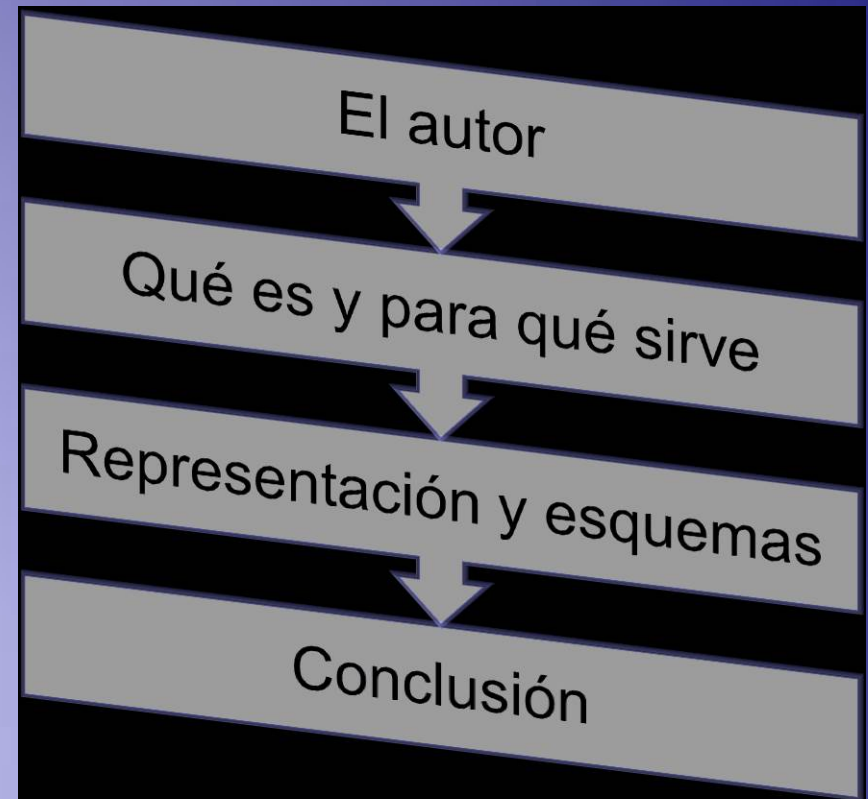 El autor
Qué es y para qué sirve
Representación y esquemas
Conclusión